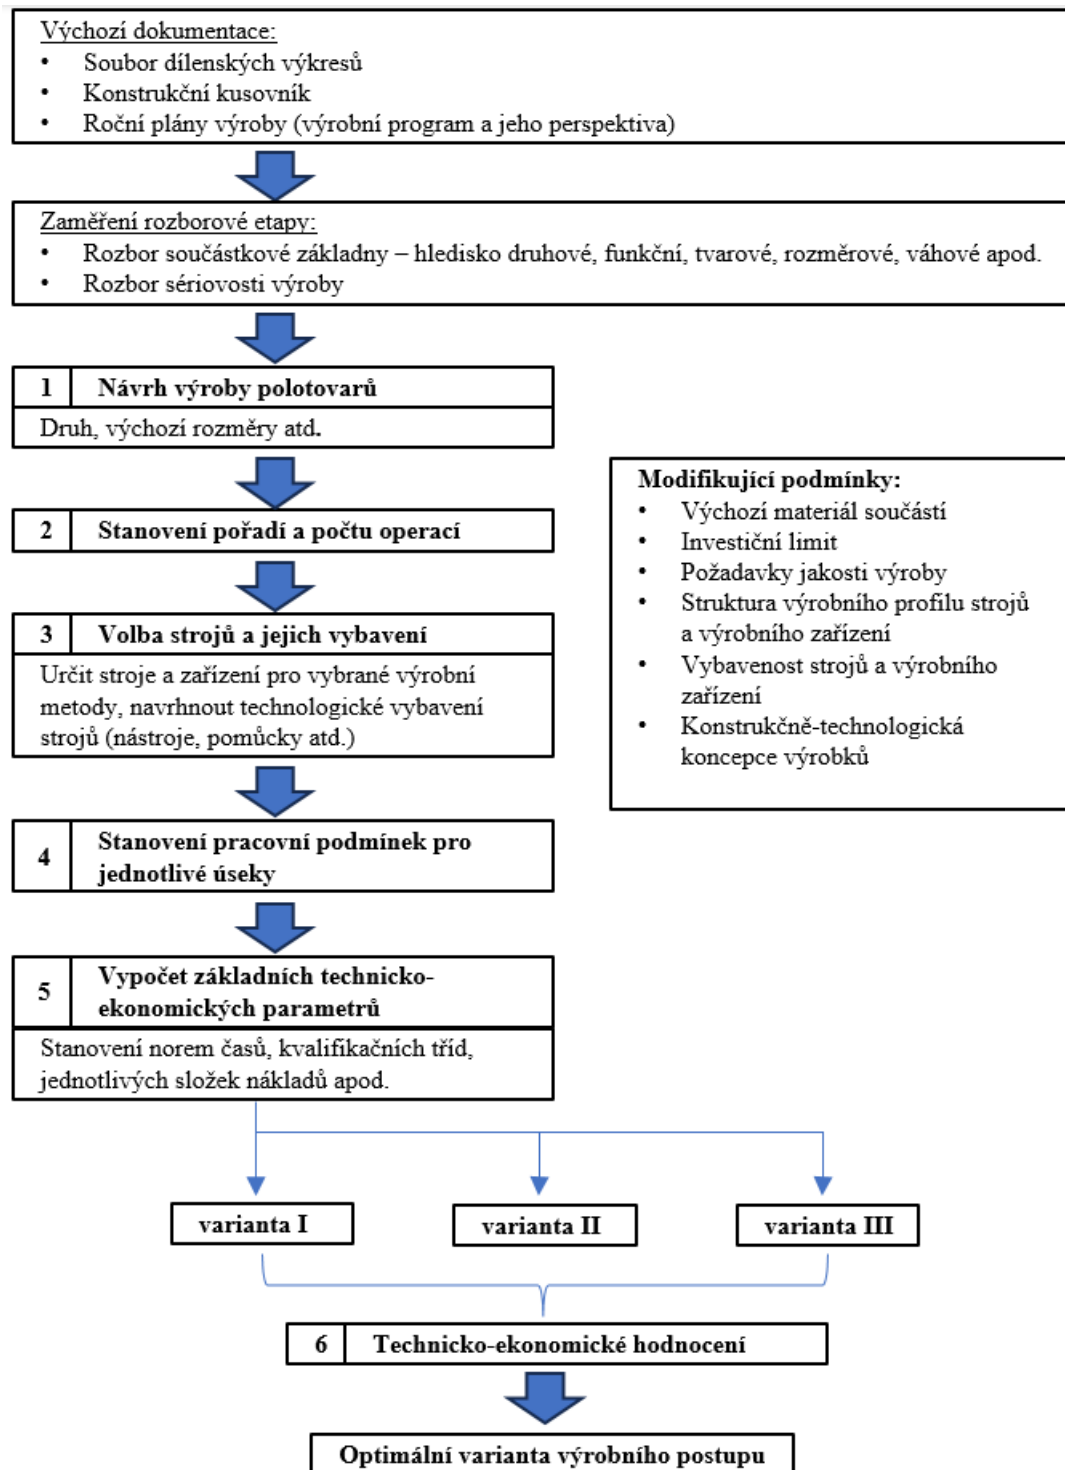 Výchozí dokumentace:
• Soubor dílenských výkresů
• Konstrukční kusovník
• Roční plány výroby (výrobní program a jeho perspektiva)
Zaměření rozborové etapy:
• Rozbor součástkové základny – hledisko druhové, funkční, tvarové, rozměrové, váhové apod.
• Rozbor sériovosti výroby
1 Návrh výroby polotovarů
Druh, výchozí rozměry atd.
2 Stanovení pořadí a počtu operací
3 Volba strojů a jejich vybavení
Určit stroje a zařízení pro vybrané výrobní
metody, navrhnout technologické vybavení
strojů (nástroje, pomůcky atd.)
Modifikující podmínky:
• Výchozí materiál součástí
• Investiční limit
• Požadavky jakosti výroby
• Struktura výrobního profilu strojů
a výrobního zařízení
• Vybavenost strojů a výrobního
zařízení
• Konstrukčně-technologická
koncepce výrobků
4 Stanovení pracovní podmínek pro
jednotlivé úseky
5 Vypočet základních technicko-
ekonomických parametrů
Stanovení norem časů, kvalifikačních tříd,
jednotlivých složek nákladů apod.
varianta I
varianta II
varianta III
6 Technicko-ekonomické hodnocení
Optimální varianta výrobního postupu